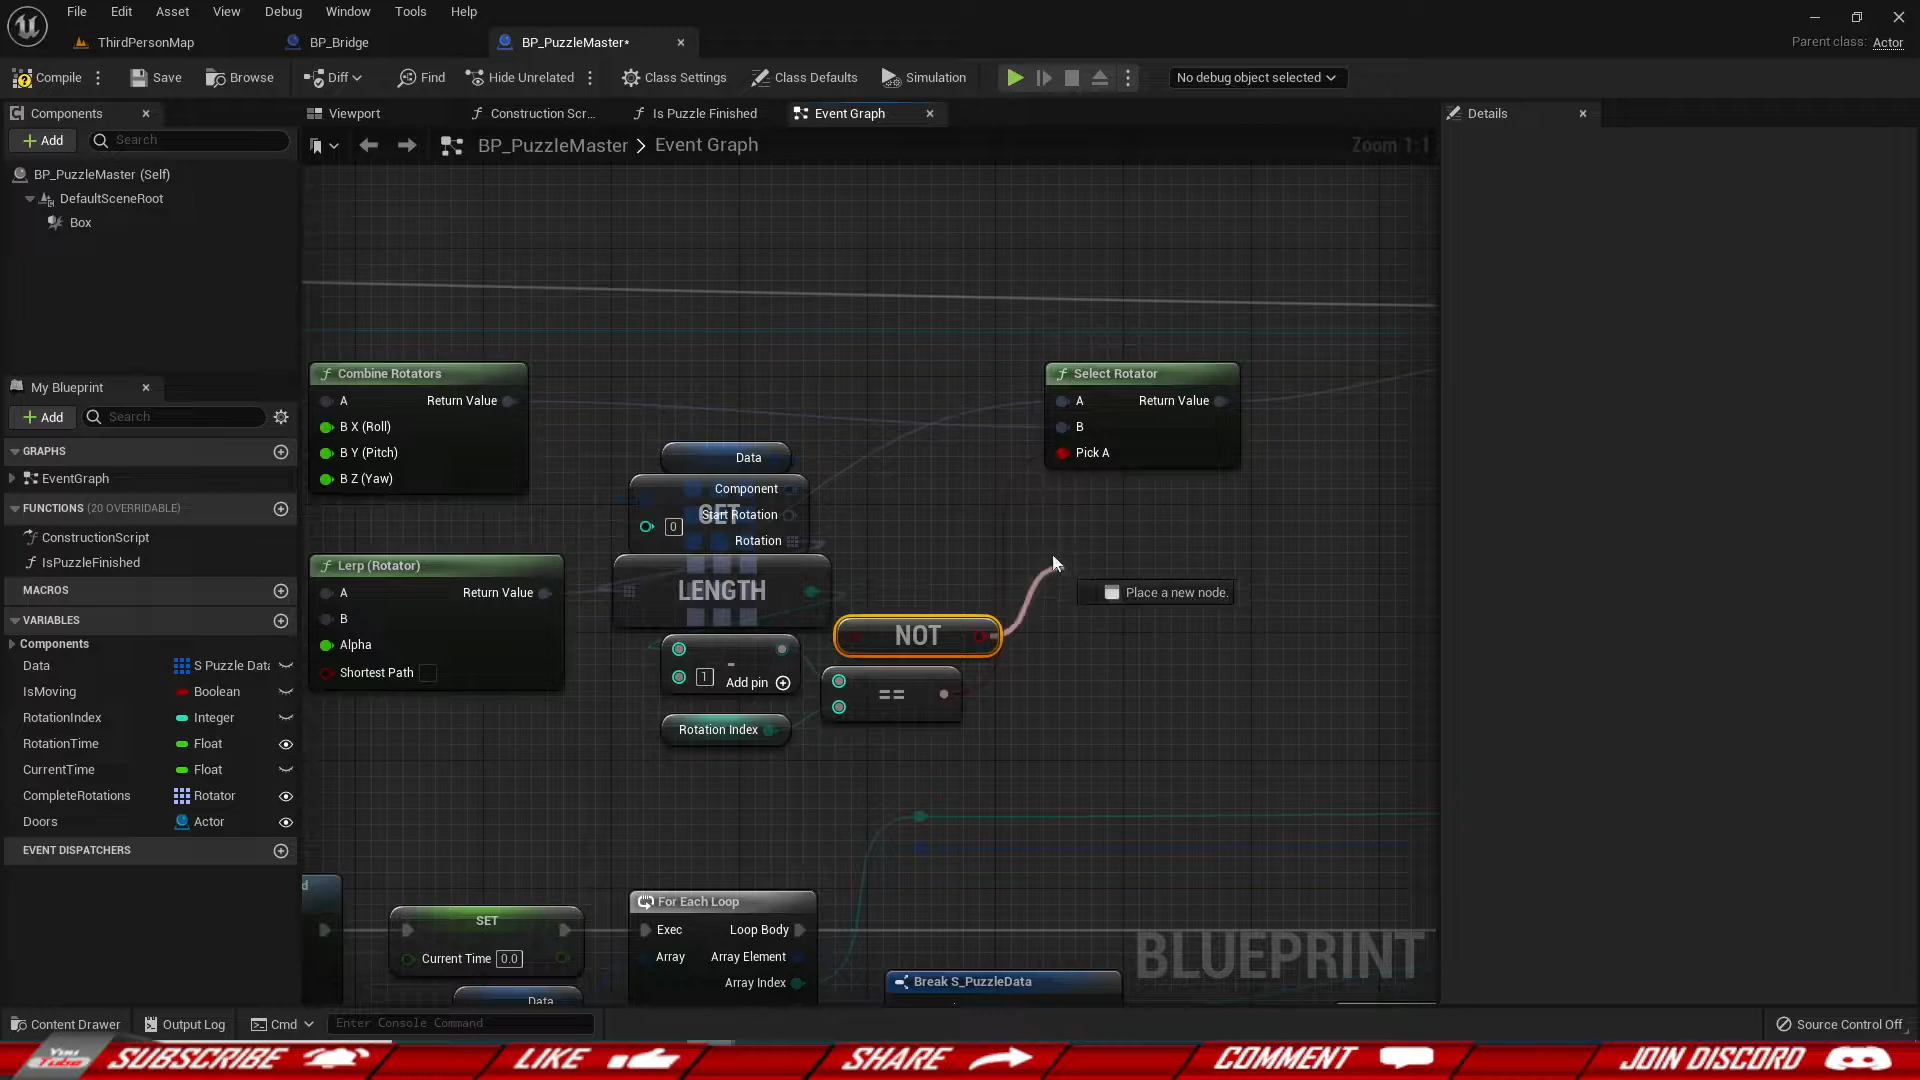 File Edit Asset View Debug Window Tools Help
ThirdPersonMap BP_Bridge BP_PuzzleMaster*
Parent class: Actor
Compile Save Browse Diff Find Hide Unrelated Class Settings Class Defaults Simulation No debug object selected
Components
Viewport Construction Scr... Is Puzzle Finished Event Graph
Details
Add Search
BP_PuzzleMaster > Event Graph
Zoom 1:1
BP_PuzzleMaster (Self)
DefaultSceneRoot
Box
My Blueprint
Add Search
GRAPHS
EventGraph
FUNCTIONS (20 OVERRIDABLE)
ConstructionScript
IsPuzzleFinished
MACROS
VARIABLES
Components
Data S Puzzle Data
IsMoving Boolean
RotationIndex Integer
RotationTime Float
CurrentTime Float
CompleteRotations Rotator
Doors Actor
EVENT DISPATCHERS
Combine Rotators
A Return Value
B X (Roll)
B Y (Pitch)
B Z (Yaw)
Select Rotator
A Return Value
B
Pick A
Data
Component
GET
Start Rotation
0
Rotation
LENGTH
Lerp (Rotator)
A Return Value
B
Alpha
Shortest Path
NOT
Place a new node.
-
1 Add pin
==
Rotation Index
SET
Current Time 0.0
Data
For Each Loop
Exec Loop Body
Array Array Element
Array Index
Break S_PuzzleData
BLUEPRINT
Content Drawer Output Log Cmd Enter Console Command
Source Control Off
SUBSCRIBE LIKE SHARE COMMENT JOIN DISCORD